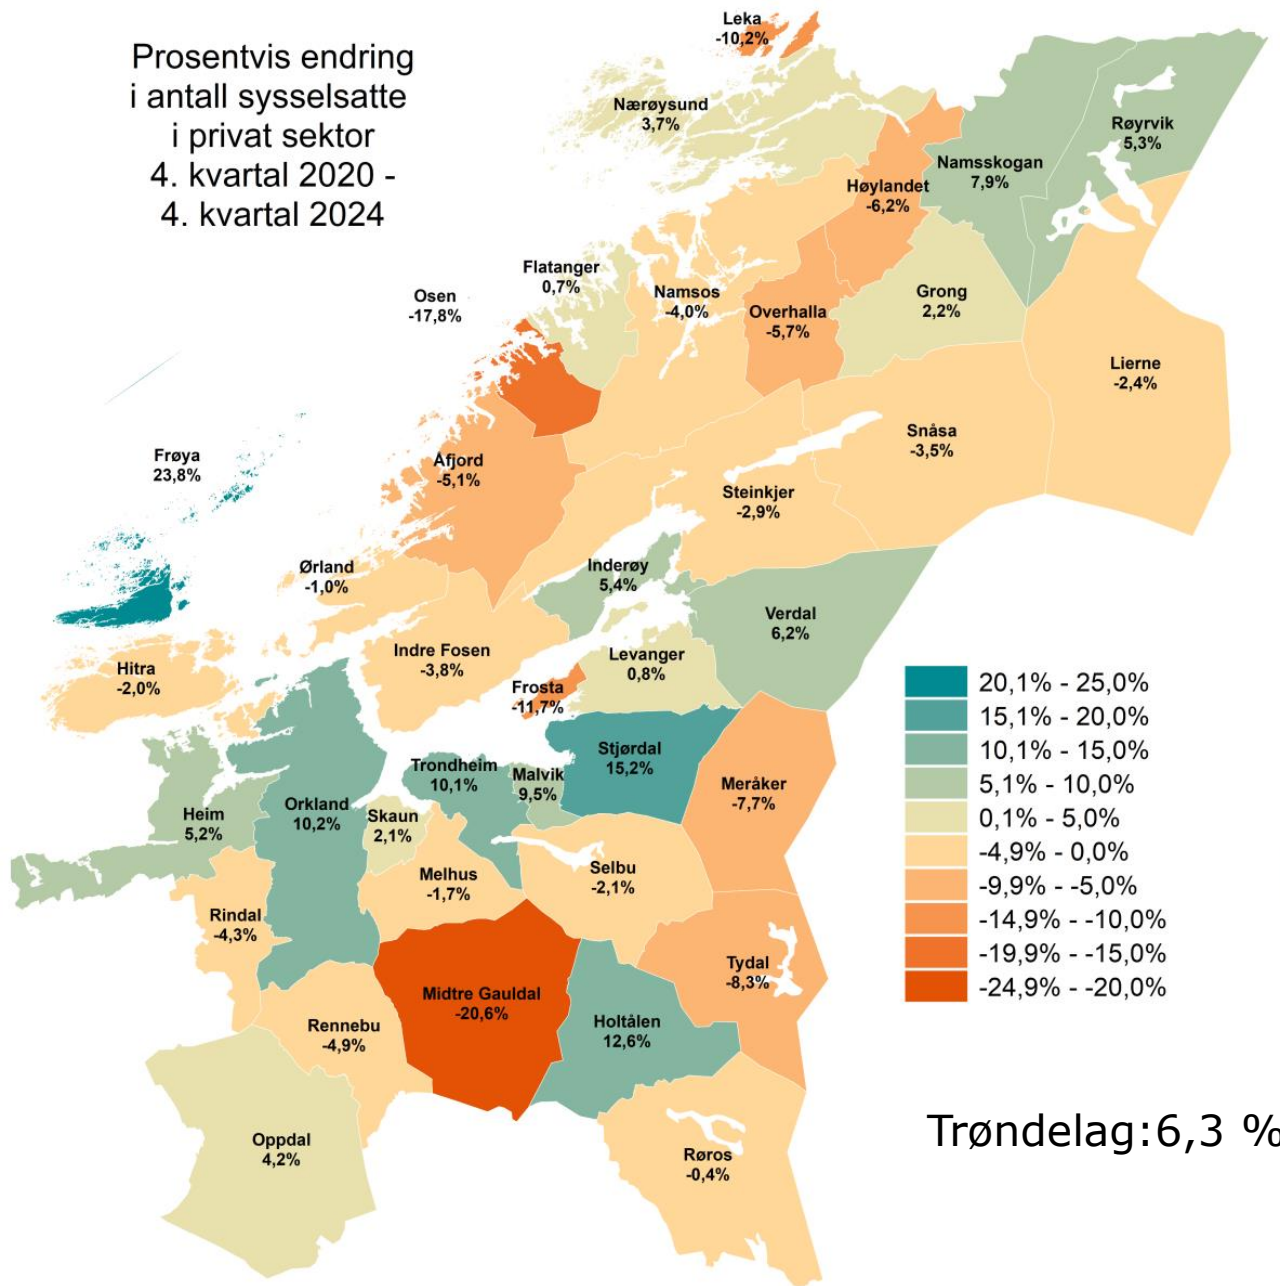 Prosentvis endring
i antall sysselsatte
i privat sektor
4. kvartal 2020 -
4. kvartal 2024
Leka
-10,2%
Nærøysund
3,7%
Røyrvik
5,3%
Namsskogan
7,9%
Høylandet
-6,2%
Flatanger
0,7%
Osen
-17,8%
Namsos
-4,0%
Overhalla
-5,7%
Grong
2,2%
Lierne
-2,4%
Snåsa
-3,5%
Frøya
23,8%
Åfjord
-5,1%
Steinkjer
-2,9%
Ørland
-1,0%
Inderøy
5,4%
Verdal
6,2%
Hitra
-2,0%
Indre Fosen
-3,8%
Levanger
0,8%
Frosta
-11,7%
Stjørdal
15,2%
Trondheim
10,1%
Malvik
9,5%
Meråker
-7,7%
Heim
5,2%
Orkland
10,2%
Skaun
2,1%
Melhus
-1,7%
Selbu
-2,1%
Rindal
-4,3%
Tydal
-8,3%
Midtre Gauldal
-20,6%
Rennebu
-4,9%
Holtålen
12,6%
Oppdal
4,2%
Røros
-0,4%
20,1% - 25,0%
15,1% - 20,0%
10,1% - 15,0%
5,1% - 10,0%
0,1% - 5,0%
-4,9% - 0,0%
-9,9% - -5,0%
-14,9% - -10,0%
-19,9% - -15,0%
-24,9% - -20,0%
Trøndelag:6,3 %